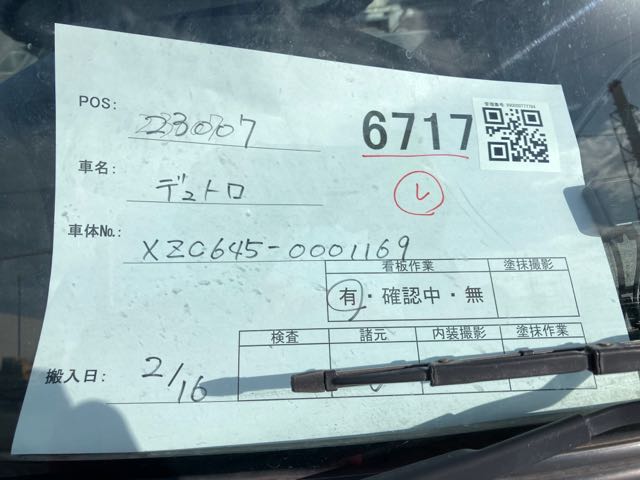 POS: 23007
6717
車名: デュトロ
レ
車体No.: XZC645-0001169
看板作業 塗抹撮影
有・確認中・無
検査 諸元 内装撮影 塗抹作業
搬入日: 2/16